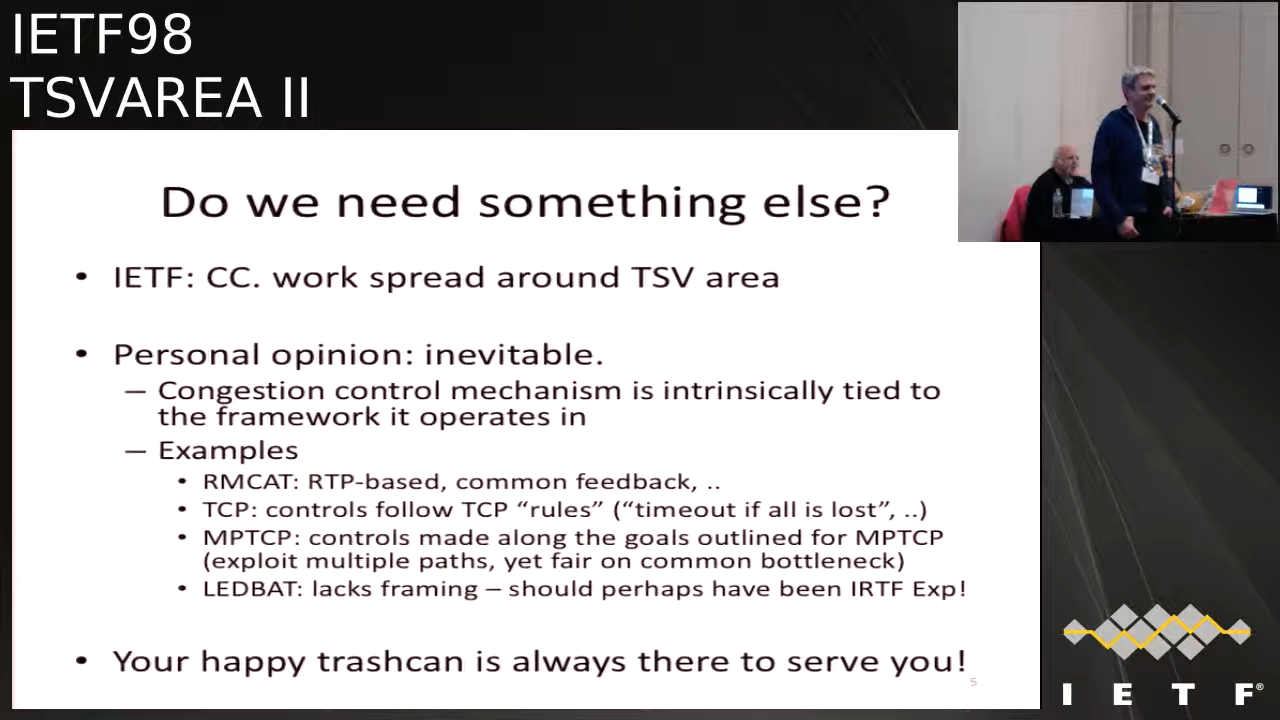 IETF98
TSVAREA II
Do we need something else?
• IETF: CC. work spread around TSV area
• Personal opinion: inevitable.
– Congestion control mechanism is intrinsically tied to
the framework it operates in
– Examples
• RMCAT: RTP-based, common feedback, ..
• TCP: controls follow TCP “rules” (“timeout if all is lost”, ..)
• MPTCP: controls made along the goals outlined for MPTCP
(exploit multiple paths, yet fair on common bottleneck)
• LEDBAT: lacks framing – should perhaps have been IRTF Exp!
• Your happy trashcan is always there to serve you!
5
I E T F®